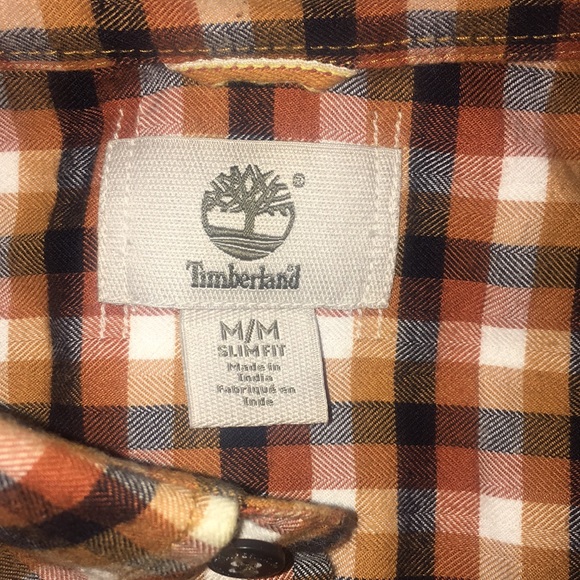 Timberland®
M/M
SLIM FIT
Made in
India
Fabriqué en
Inde